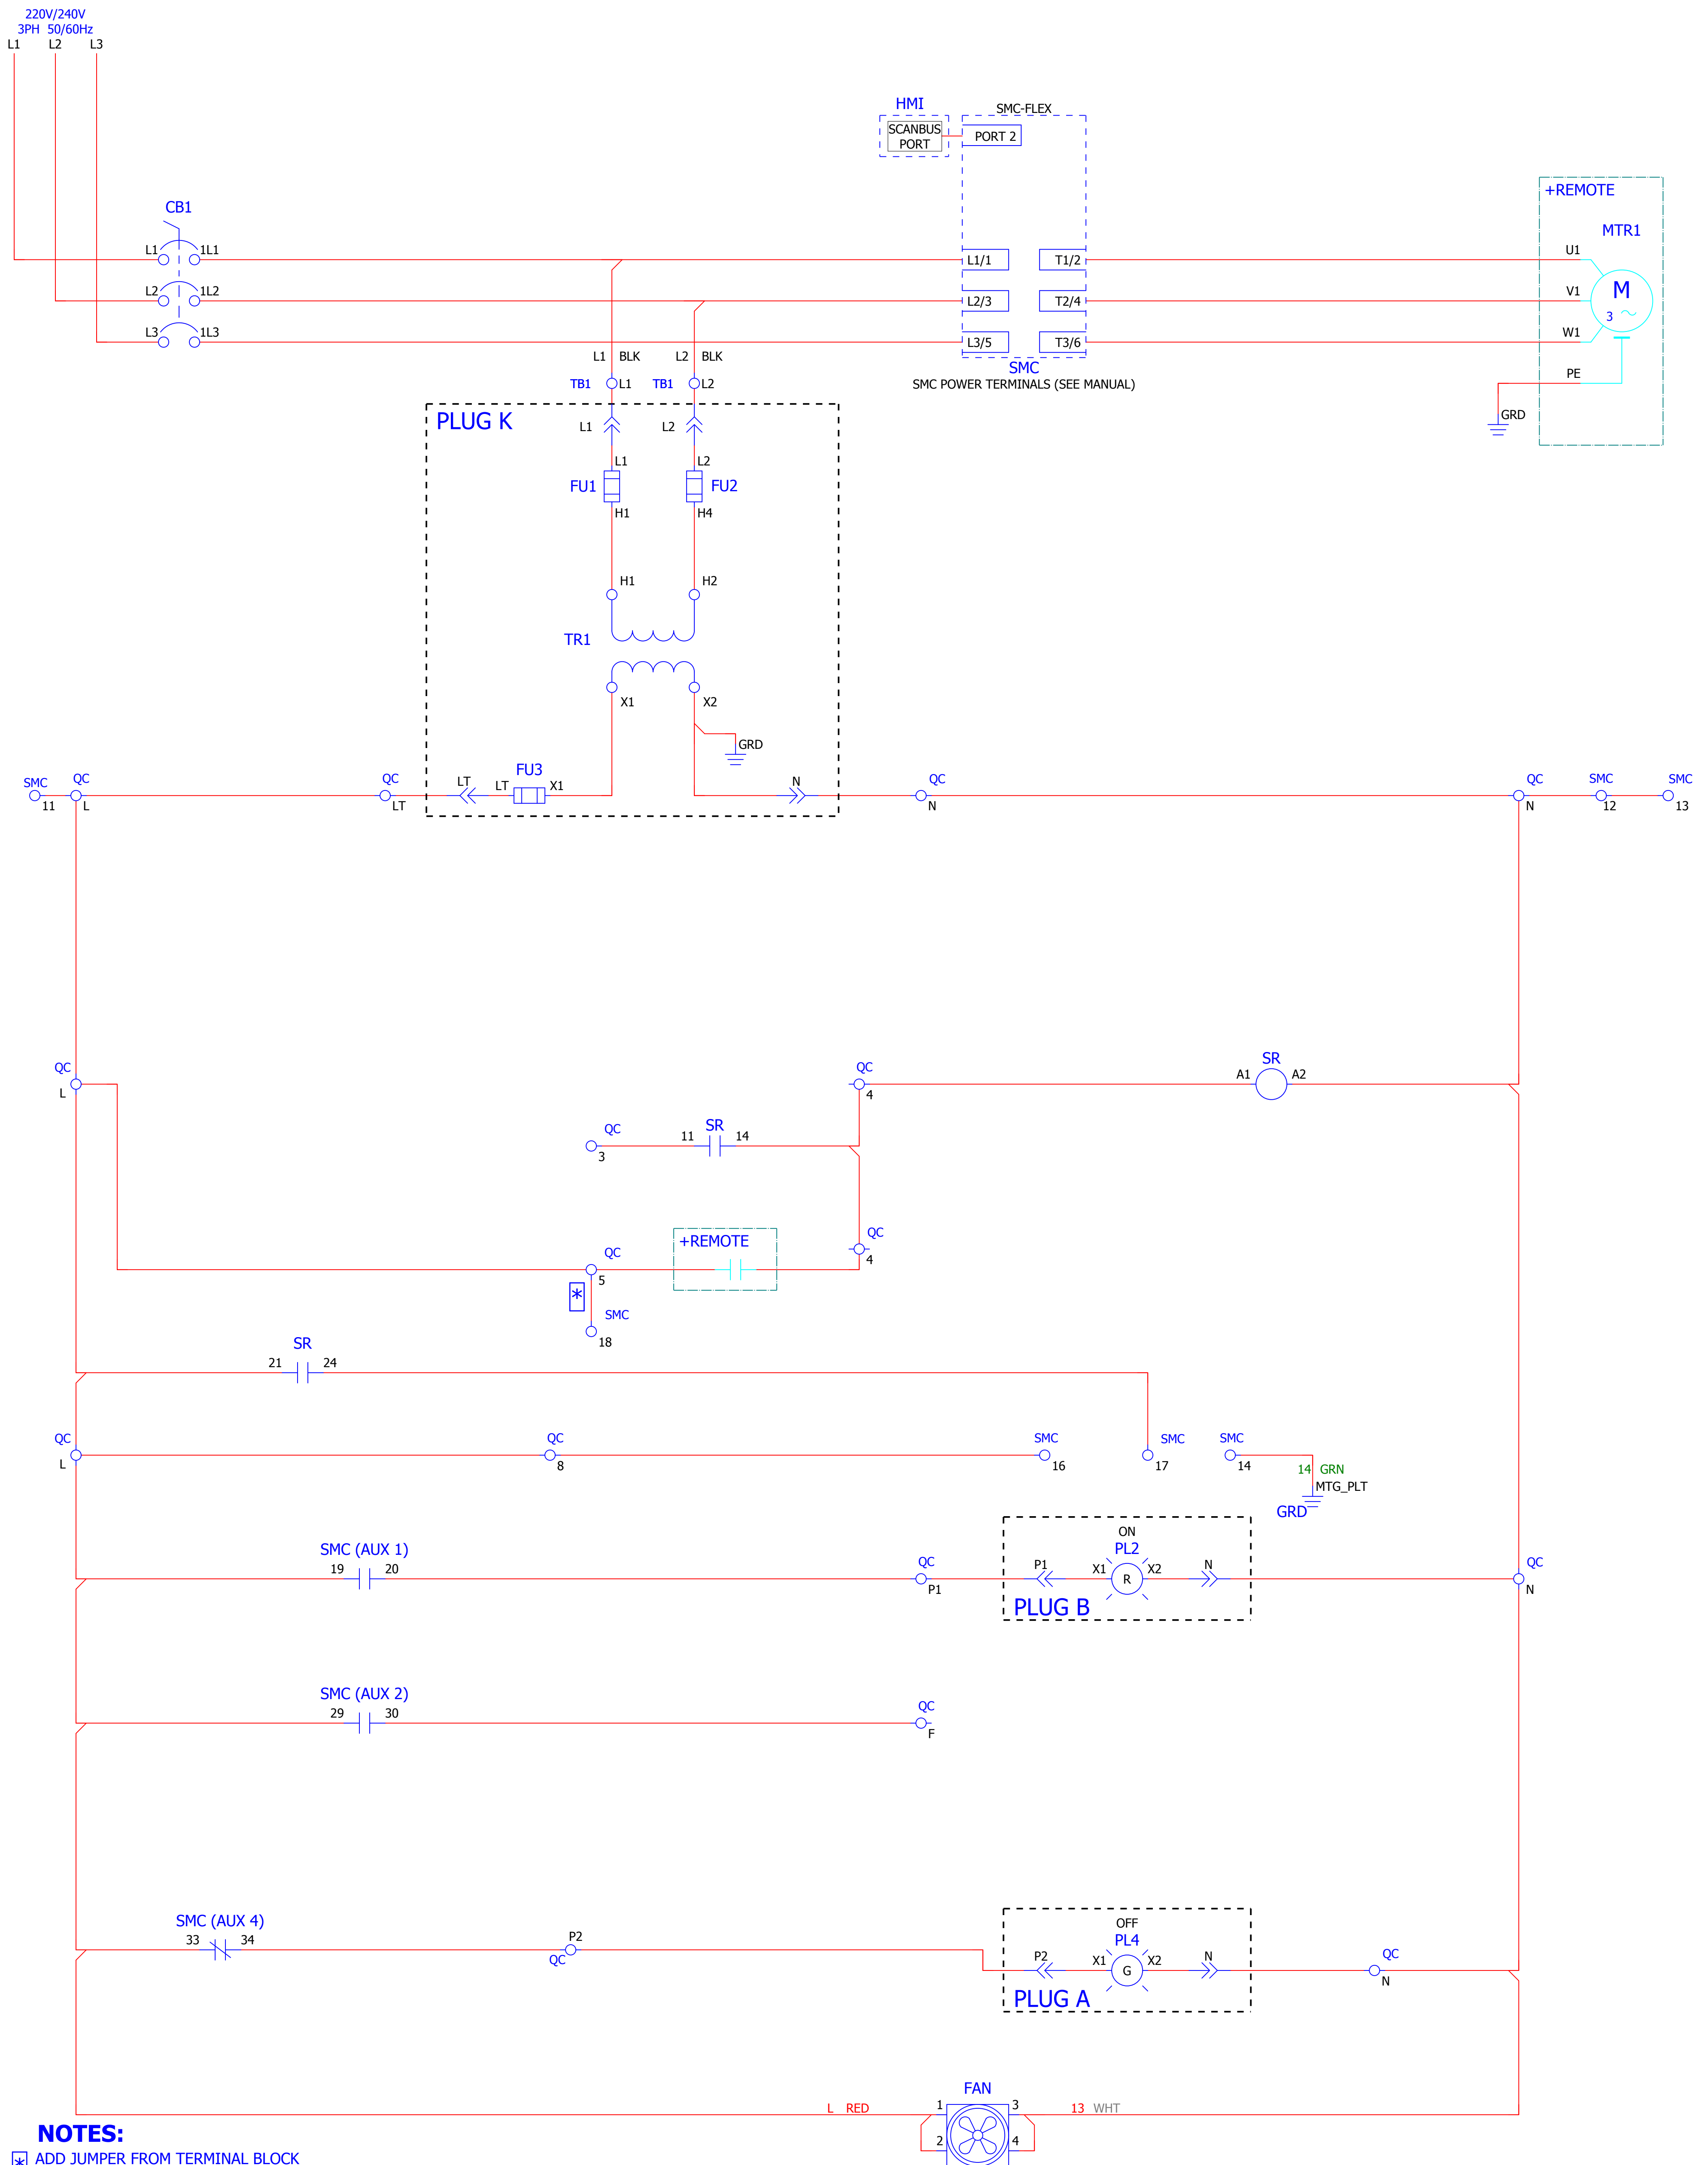 220V/240V
3PH 50/60Hz
L1 L2 L3
HMI
SMC-FLEX
SCANBUS
PORT
PORT 2
+REMOTE
CB1
MTR1
L1 1L1
L1/1 T1/2
U1
L2 1L2
L2/3 T2/4
V1
M
3
L3 1L3
L3/5 T3/6
W1
L1 BLK L2 BLK
SMC
PE
TB1 L1 TB1 L2
SMC POWER TERMINALS (SEE MANUAL)
GRD
PLUG K
L1 L2
L1 L2
FU1 FU2
H1 H4
H1 H2
TR1
X1 X2
GRD
FU3
SMC QC QC LT LT X1 N QC QC SMC SMC
11 L LT N N 12 13
QC QC SR
A1 A2
L 4
QC SR
11 14
3
QC
+REMOTE
QC
4
5
*
SMC
18
SR
21 24
QC QC SMC SMC SMC
L 8 16 17 14
14 GRN
MTG_PLT
GRD
ON
SMC (AUX 1)
PL2
19 20
QC P1 X1 R X2 N QC
P1 N
PLUG B
SMC (AUX 2)
29 30
QC
F
SMC (AUX 4)
OFF
33 34
P2
QC
PL4
P2 X1 G X2 N QC
N
PLUG A
FAN
L RED 1 3 13 WHT
2 4
NOTES:
* ADD JUMPER FROM TERMINAL BLOCK